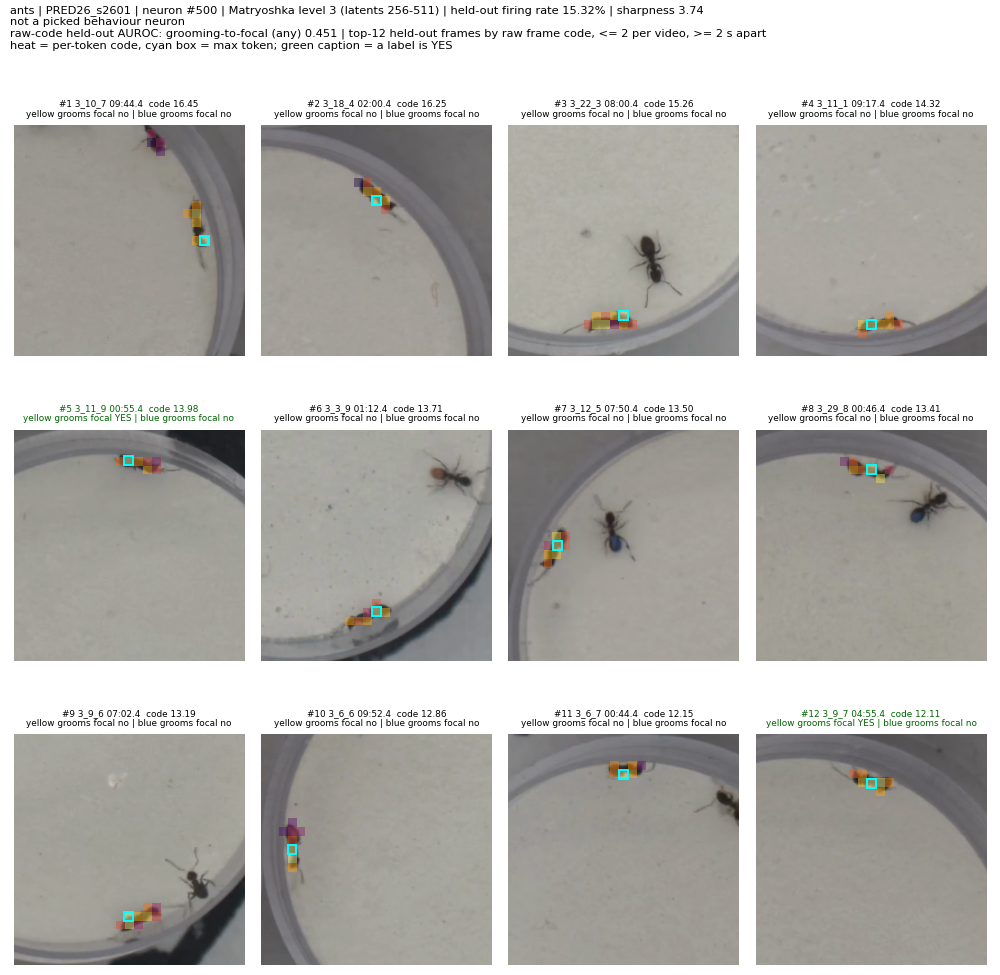 ants | PRED26_s2601 | neuron #500 | Matryoshka level 3 (latents 256-511) | held-out firing rate 15.32% | sharpness 3.74
not a picked behaviour neuron
raw-code held-out AUROC: grooming-to-focal (any) 0.451 | top-12 held-out frames by raw frame code, <= 2 per video, >= 2 s apart
heat = per-token code, cyan box = max token; green caption = a label is YES
#1 3_10_7 09:44.4 code 16.45
yellow grooms focal no | blue grooms focal no
#2 3_18_4 02:00.4 code 16.25
yellow grooms focal no | blue grooms focal no
#3 3_22_3 08:00.4 code 15.26
yellow grooms focal no | blue grooms focal no
#4 3_11_1 09:17.4 code 14.32
yellow grooms focal no | blue grooms focal no
#5 3_11_9 00:55.4 code 13.98
yellow grooms focal YES | blue grooms focal no
#6 3_3_9 01:12.4 code 13.71
yellow grooms focal no | blue grooms focal no
#7 3_12_5 07:50.4 code 13.50
yellow grooms focal no | blue grooms focal no
#8 3_29_8 00:46.4 code 13.41
yellow grooms focal no | blue grooms focal no
#9 3_9_6 07:02.4 code 13.19
yellow grooms focal no | blue grooms focal no
#10 3_6_6 09:52.4 code 12.86
yellow grooms focal no | blue grooms focal no
#11 3_6_7 00:44.4 code 12.15
yellow grooms focal no | blue grooms focal no
#12 3_9_7 04:55.4 code 12.11
yellow grooms focal YES | blue grooms focal no